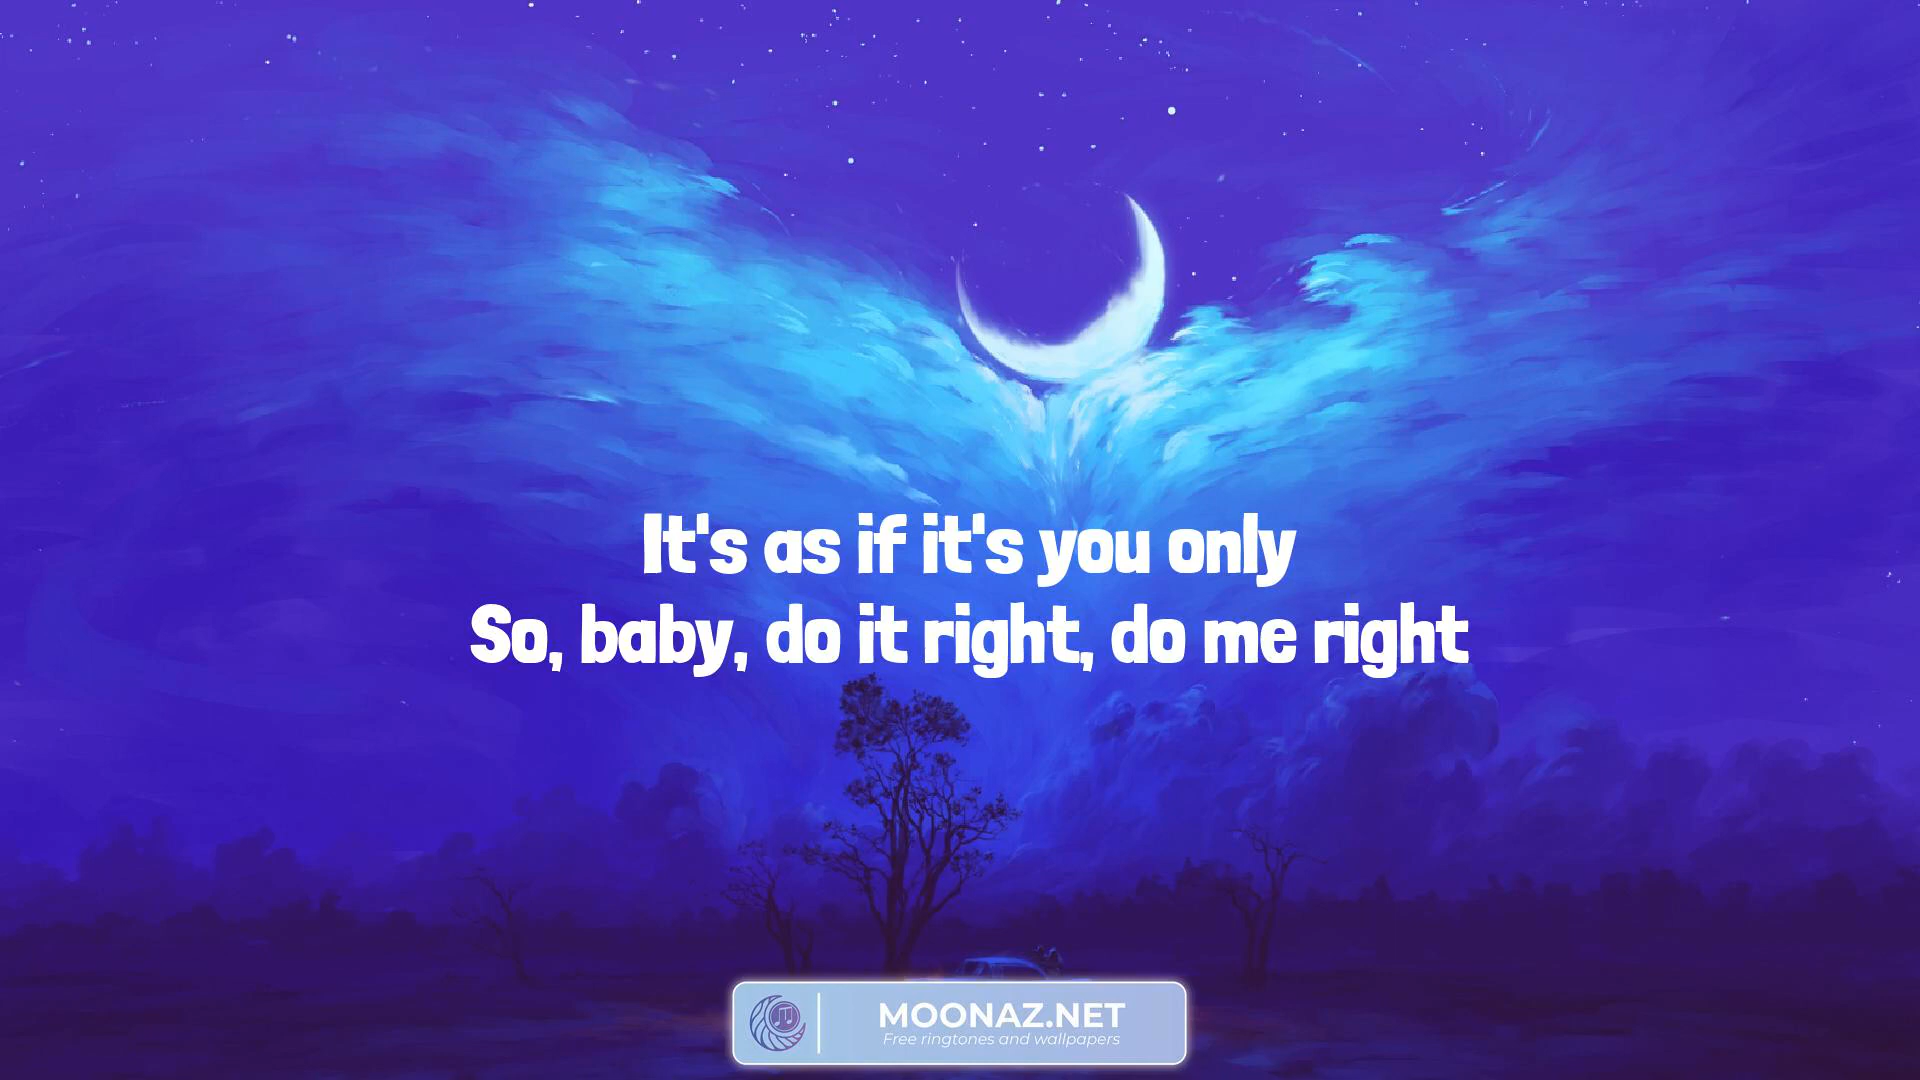 It's as if it's you only
So, baby, do it right, do me right
MOONAZ.NET
Free ringtones and wallpapers